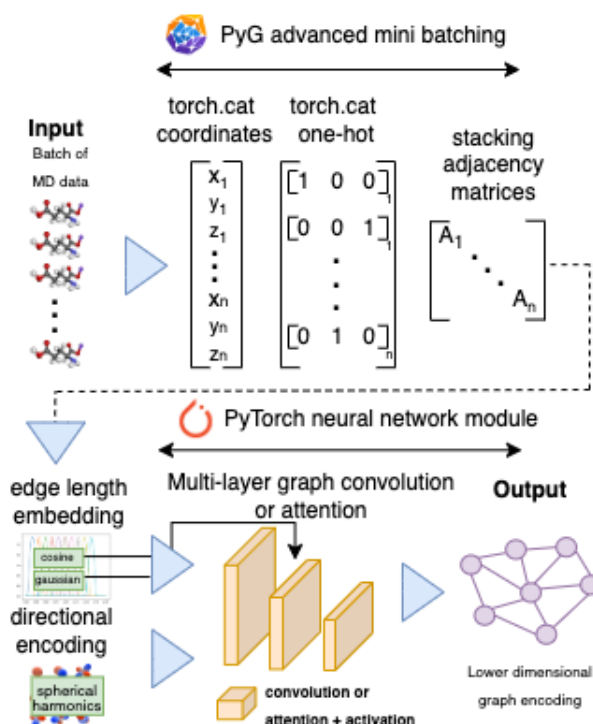 PyG advanced mini batching
Input
Batch of
MD data
torch.cat
coordinates
x1
y1
z1
xn
yn
zn
torch.cat
one-hot
[1 0 0]1
[0 0 1]1
[0 1 0]n
stacking
adjacency
matrices
A1
An
PyTorch neural network module
edge length
embedding
cosine
gaussian
directional
encoding
spherical
harmonics
Multi-layer graph convolution
or attention
convolution or
attention + activation
Output
Lower dimensional
graph encoding